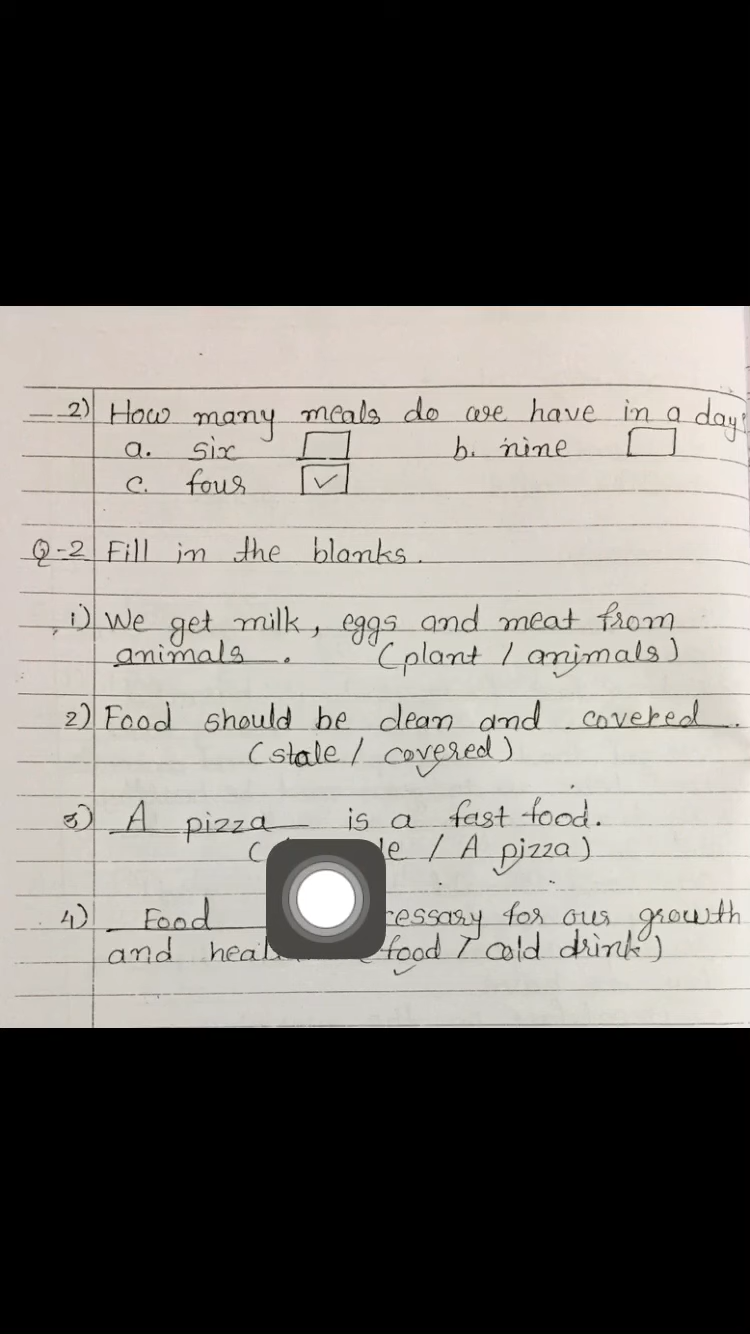 2) How many meals do we have in a day?
a. six b. nine
c. four ✓
Q-2 Fill in the blanks.
1) We get milk, eggs and meat from
animals. (plant / animals)
2) Food should be clean and covered.
(stale / covered)
3) A pizza is a fast food.
( / A pizza)
4) Food for our growth
and (food / cold drink)